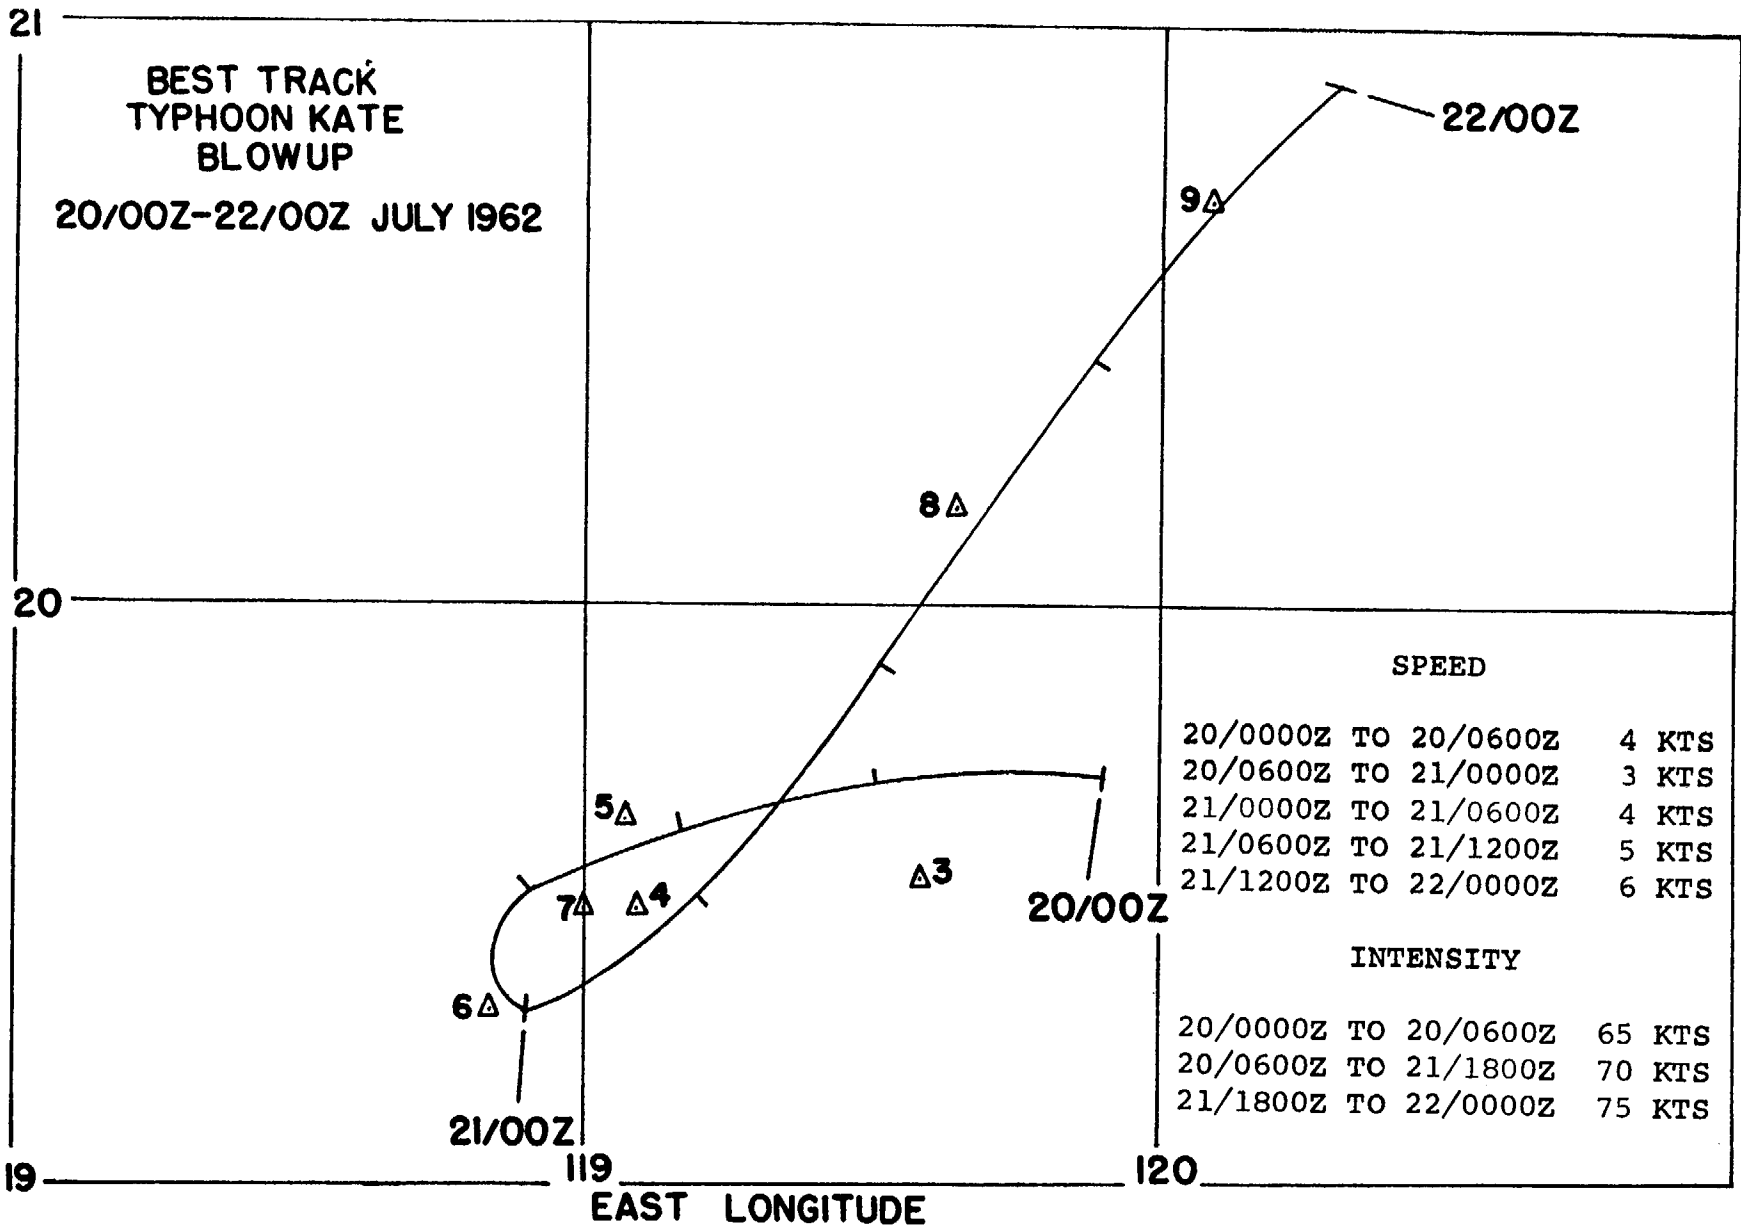 21
BEST TRACK
TYPHOON KATE
BLOWUP
20/00Z-22/00Z JULY 1962
22/00Z
9
8
20
SPEED
20/0000Z TO 20/0600Z 4 KTS
20/0600Z TO 21/0000Z 3 KTS
21/0000Z TO 21/0600Z 4 KTS
21/0600Z TO 21/1200Z 5 KTS
21/1200Z TO 22/0000Z 6 KTS
5
3
7
4
20/00Z
INTENSITY
6
20/0000Z TO 20/0600Z 65 KTS
20/0600Z TO 21/1800Z 70 KTS
21/1800Z TO 22/0000Z 75 KTS
21/00Z
19
119
120
EAST LONGITUDE